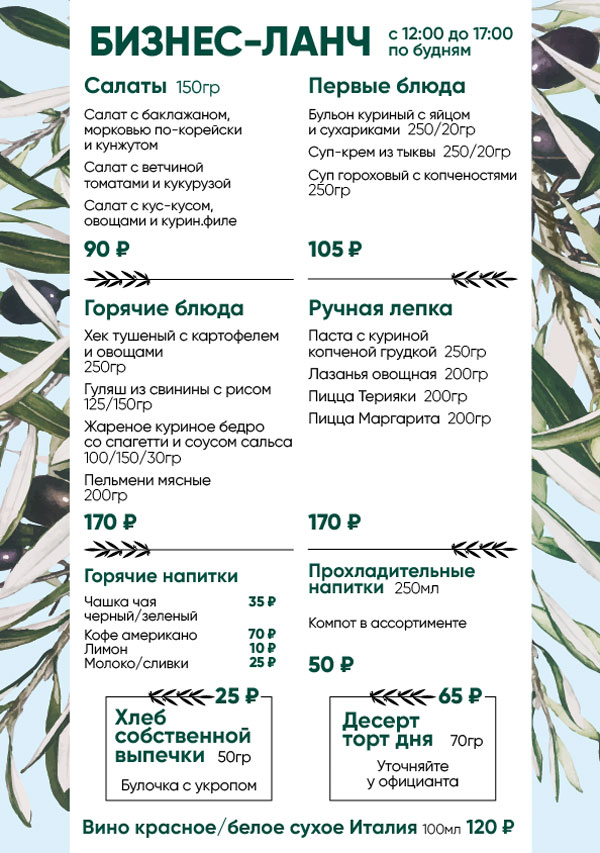 БИЗНЕС-ЛАНЧ
с 12:00 до 17:00
по будням
Салаты 150гр
Салат с баклажаном,
морковью по-корейски
и кунжутом
Салат с ветчиной
томатами и кукурузой
Салат с кус-кусом,
овощами и курин.филе
90 ₽
Первые блюда
Бульон куриный с яйцом
и сухариками 250/20гр
Суп-крем из тыквы 250/20гр
Суп гороховый с копченостями
250гр
105 ₽
Горячие блюда
Хек тушеный с картофелем
и овощами
250гр
Гуляш из свинины с рисом
125/150гр
Жареное куриное бедро
со спагетти и соусом сальса
100/150/30гр
Пельмени мясные
200гр
170 ₽
Ручная лепка
Паста с куриной
копченой грудкой 250гр
Лазанья овощная 200гр
Пицца Терияки 200гр
Пицца Маргарита 200гр
170 ₽
Горячие напитки
Чашка чая 35 ₽
черный/зеленый
Кофе американо 70 ₽
Лимон 10 ₽
Молоко/сливки 25 ₽
Прохладительные
напитки 250мл
Компот в ассортименте
50 ₽
25 ₽
Хлеб
собственной
выпечки 50гр
Булочка с укропом
65 ₽
Десерт
торт дня 70гр
Уточняйте
у официанта
Вино красное/белое сухое Италия 100мл 120 ₽